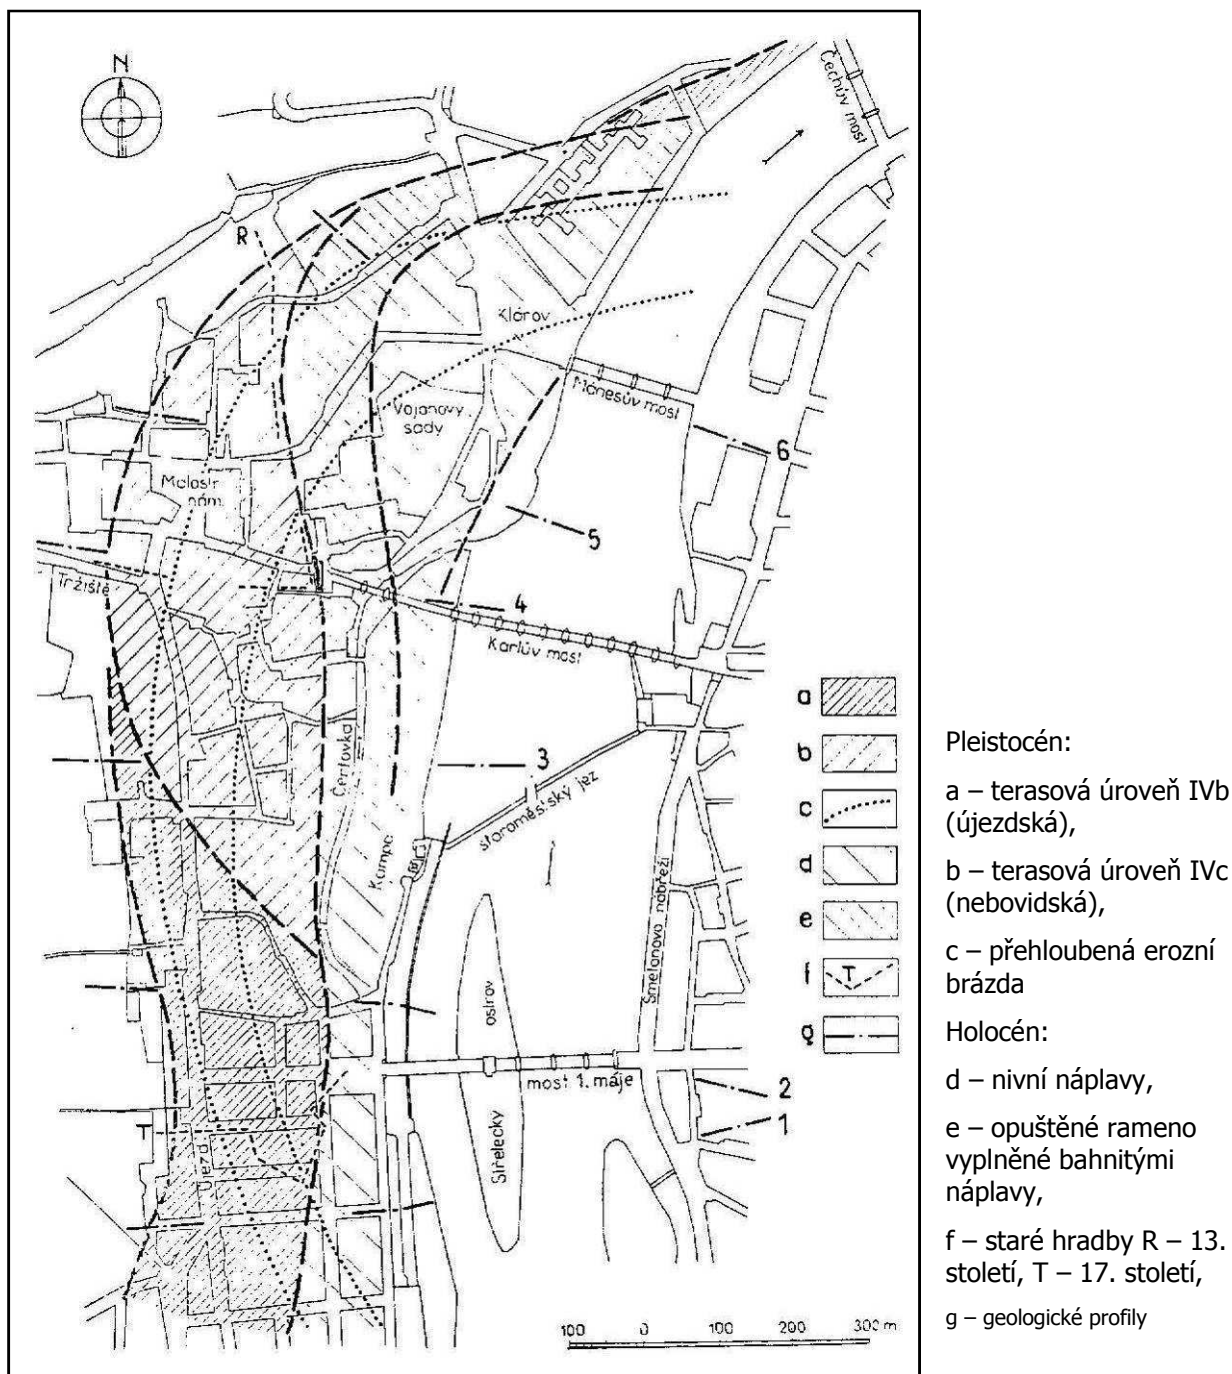 N
Čechův most
R
Klárov
Mánesův most
Vojanovy
sady
6
Malostr.
nám.
5
Tržiště
4
Karlův most
a
b
Čertovka
3
staroměstský jez
c
Kampa
d
Smetanovo nábřeží
e
f T
ostrov
g
most 1. máje
2
1
T
Újezd
Střelecký
100 0 100 200 300 m
Pleistocén:
a – terasová úroveň IVb
(újezdská),
b – terasová úroveň IVc
(nebovidská),
c – přehloubená erozní
brázda
Holocén:
d – nivní náplavy,
e – opuštěné rameno
vyplněné bahnitými
náplavy,
f – staré hradby R – 13.
století, T – 17. století,
g – geologické profily